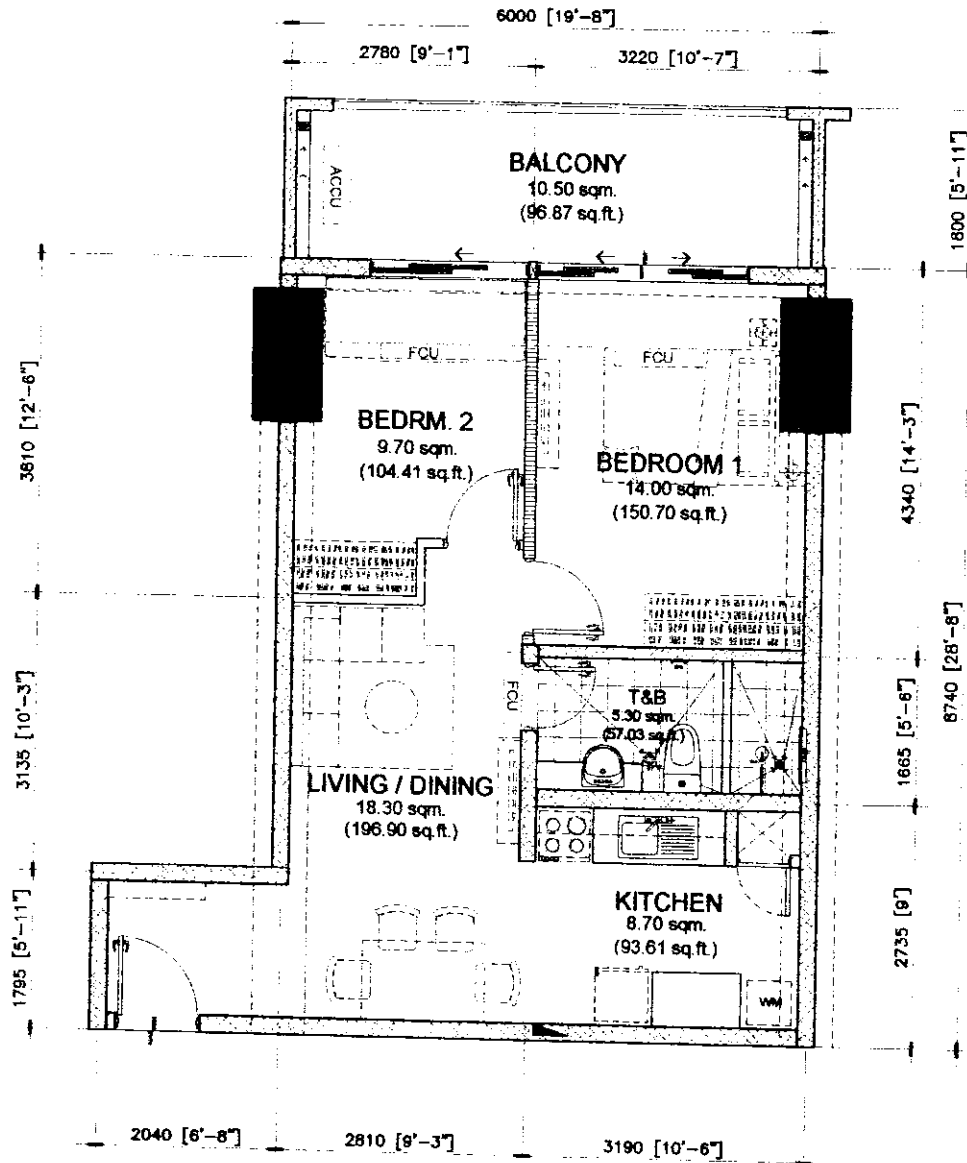 6000 [19'-8"]
2780 [9'-1"]
3220 [10'-7"]
BALCONY
10.50 sqm.
(96.87 sq.ft.)
ACCU
1800 [5'-11"]
FCU
FCU
BEDRM. 2
9.70 sqm.
(104.41 sq.ft.)
BEDROOM 1
14.00 sqm.
(150.70 sq.ft.)
3810 [12'-6"]
4340 [14'-3"]
8740 [28'-8"]
T&B
5.30 sqm.
(57.03 sq.ft.)
FCU
3135 [10'-3"]
1665 [5'-6"]
LIVING / DINING
18.30 sqm.
(196.90 sq.ft.)
KITCHEN
8.70 sqm.
(93.61 sq.ft.)
WM
1795 [5'-11"]
2735 [9']
2040 [6'-8"]
2810 [9'-3"]
3190 [10'-6"]